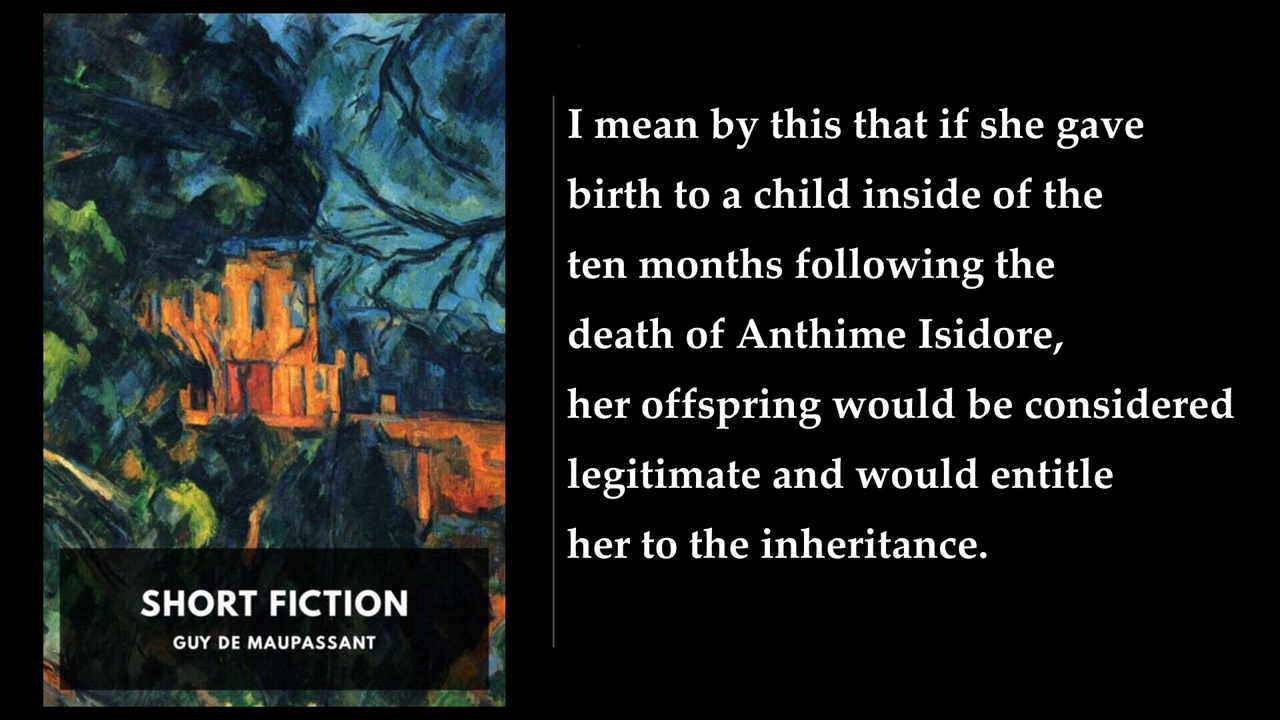 I mean by this that if she gave
birth to a child inside of the
ten months following the
death of Anthime Isidore,
her offspring would be considered
legitimate and would entitle
her to the inheritance.
SHORT FICTION
GUY DE MAUPASSANT